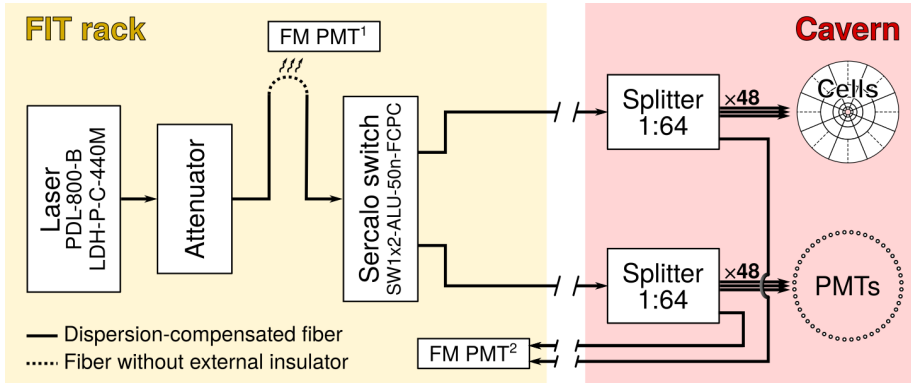 FIT rack
Cavern
FM PMT1
Laser
PDL-800-B
LDH-P-C-440M
Attenuator
Sercalo switch
SW1x2-ALU-50n-FCPC
Splitter
1:64
×48
Cells
Splitter
1:64
×48
PMTs
Dispersion-compensated fiber
Fiber without external insulator
FM PMT2